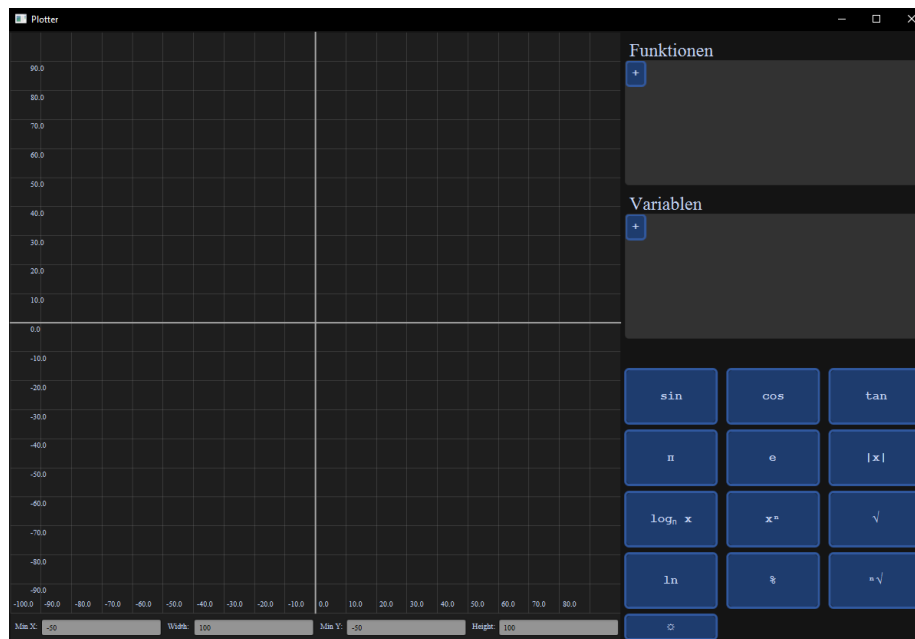 Plotter
Funktionen
+
90.0
80.0
70.0
60.0
50.0
40.0
30.0
20.0
10.0
0.0
-10.0
-20.0
-30.0
-40.0
-50.0
-60.0
-70.0
-80.0
-90.0
-100.0 -90.0 -80.0 -70.0 -60.0 -50.0 -40.0 -30.0 -20.0 -10.0 0.0 10.0 20.0 30.0 40.0 50.0 60.0 70.0 80.0
Min X: -50 Width: 100 Min Y: -50 Height: 100
Variablen
+
sin cos tan
π e |x|
logₙ x xⁿ √
ln % ⁿ√
☼